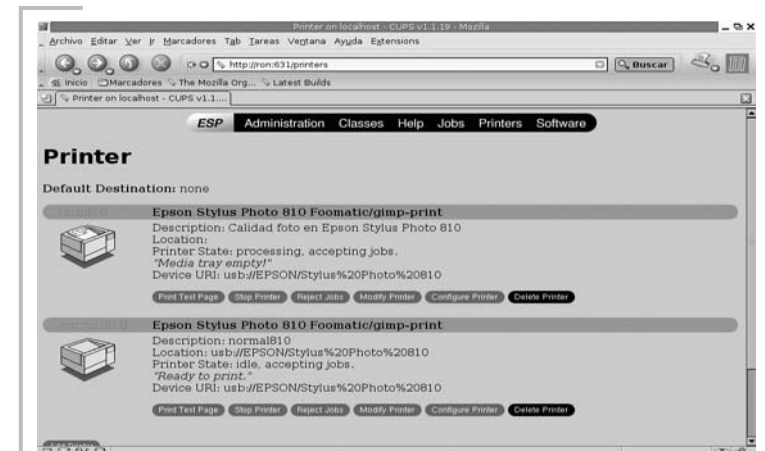 Printer on localhost - CUPS v1.1.19 - Mozilla
Archivo Editar Ver Ir Marcadores Tab Tareas Ventana Ayuda Extensions
http://ron:631/printers Buscar
Inicio Marcadores The Mozilla Org... Latest Builds
Printer on localhost - CUPS v1.1....
ESP Administration Classes Help Jobs Printers Software
Printer
Default Destination: none
Epson Stylus Photo 810 Foomatic/gimp-print
Description: Calidad foto en Epson Stylus Photo 810
Location:
Printer State: processing, accepting jobs.
"Media tray empty!"
Device URI: usb://EPSON/Stylus%20Photo%20810
Print Test Page Stop Printer Reject Jobs Modify Printer Configure Printer Delete Printer
Epson Stylus Photo 810 Foomatic/gimp-print
Description: normal810
Location: usb://EPSON/Stylus%20Photo%20810
Printer State: idle, accepting jobs.
"Ready to print."
Device URI: usb://EPSON/Stylus%20Photo%20810
Print Test Page Stop Printer Reject Jobs Modify Printer Configure Printer Delete Printer
Add Printer